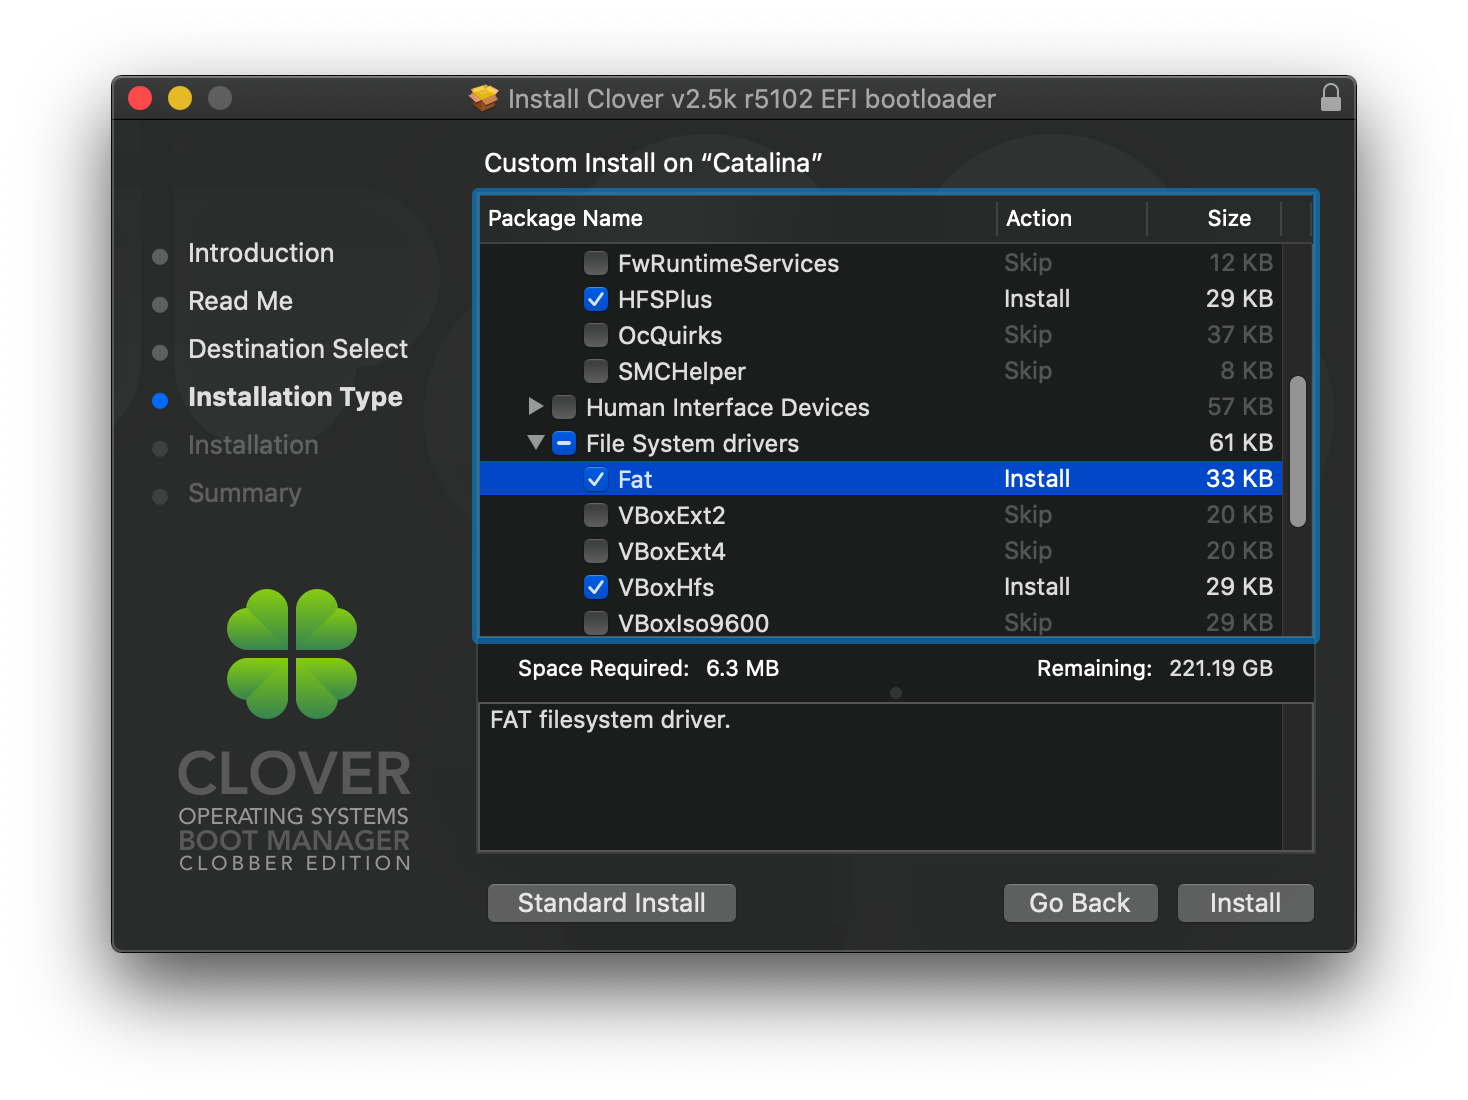 Install Clover v2.5k r5102 EFI bootloader
Custom Install on “Catalina”
Introduction
Read Me
Destination Select
Installation Type
Installation
Summary
CLOVER
OPERATING SYSTEMS
BOOT MANAGER
CLOBBER EDITION
Package Name Action Size
FwRuntimeServices Skip 12 KB
HFSPlus Install 29 KB
OcQuirks Skip 37 KB
SMCHelper Skip 8 KB
Human Interface Devices 57 KB
File System drivers 61 KB
Fat Install 33 KB
VBoxExt2 Skip 20 KB
VBoxExt4 Skip 20 KB
VBoxHfs Install 29 KB
VBoxIso9600 Skip 29 KB
Space Required: 6.3 MB Remaining: 221.19 GB
FAT filesystem driver.
Standard Install Go Back Install